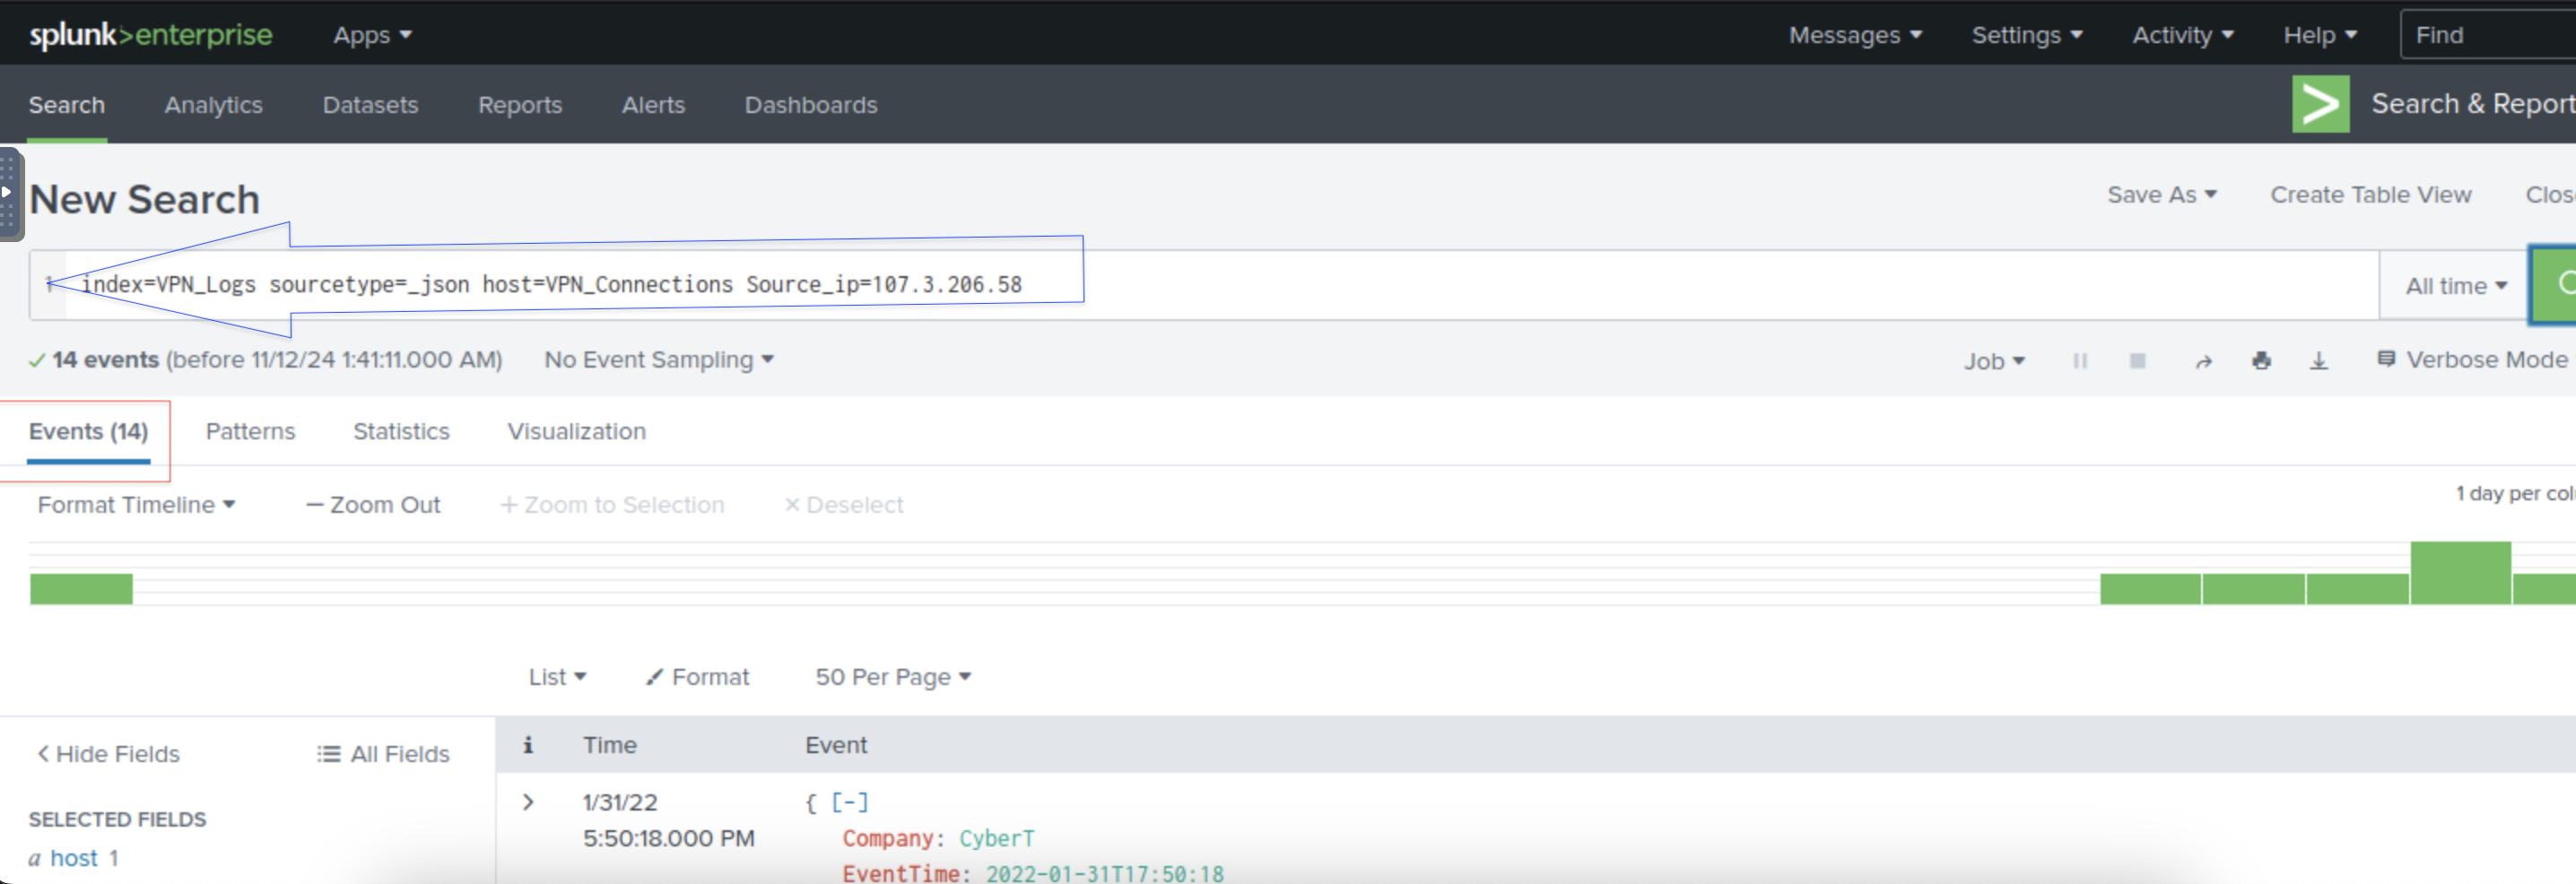 splunk>enterprise Apps Messages Settings Activity Help Find
Search Analytics Datasets Reports Alerts Dashboards Search & Report
New Search
Save As Create Table View Clos
1 index=VPN_Logs sourcetype=_json host=VPN_Connections Source_ip=107.3.206.58 All time
14 events (before 11/12/24 1:41:11.000 AM) No Event Sampling Job Verbose Mode
Events (14) Patterns Statistics Visualization
Format Timeline — Zoom Out + Zoom to Selection × Deselect 1 day per col
List Format 50 Per Page
< Hide Fields All Fields i Time Event
SELECTED FIELDS
a host 1
> 1/31/22 { [-]
5:50:18.000 PM Company: CyberT
EventTime: 2022-01-31T17:50:18